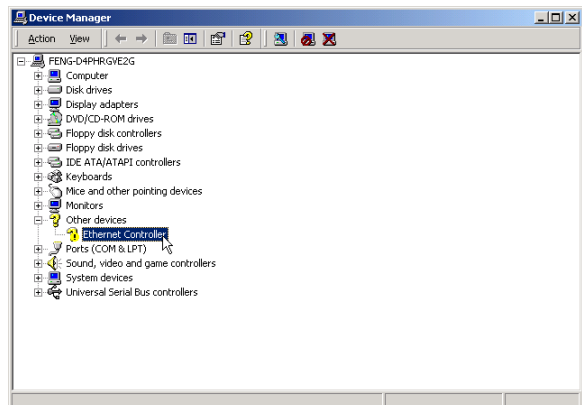 Device Manager
Action View
FENG-D4PHRGVE2G
Computer
Disk drives
Display adapters
DVD/CD-ROM drives
Floppy disk controllers
Floppy disk drives
IDE ATA/ATAPI controllers
Keyboards
Mice and other pointing devices
Monitors
Other devices
Ethernet Controller
Ports (COM & LPT)
Sound, video and game controllers
System devices
Universal Serial Bus controllers